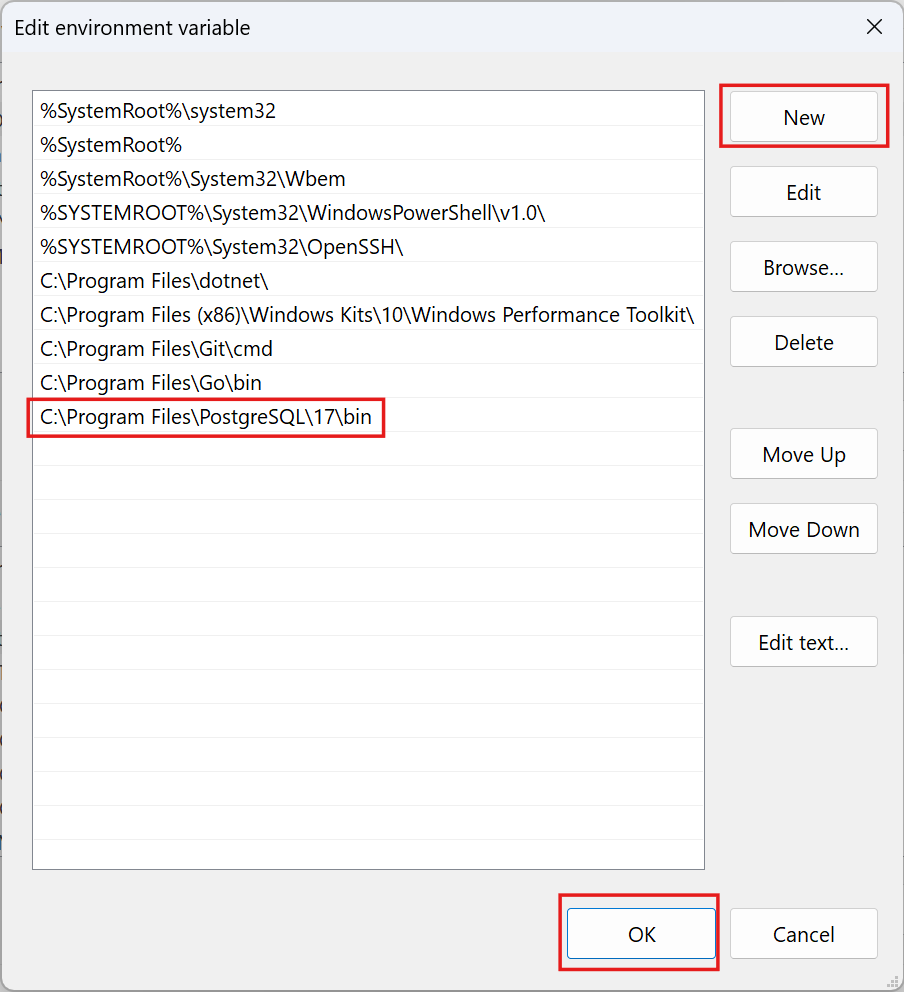 Edit environment variable
%SystemRoot%\system32
%SystemRoot%
%SystemRoot%\System32\Wbem
%SYSTEMROOT%\System32\WindowsPowerShell\v1.0\
%SYSTEMROOT%\System32\OpenSSH\
C:\Program Files\dotnet\
C:\Program Files (x86)\Windows Kits\10\Windows Performance Toolkit\
C:\Program Files\Git\cmd
C:\Program Files\Go\bin
C:\Program Files\PostgreSQL\17\bin
New
Edit
Browse...
Delete
Move Up
Move Down
Edit text...
OK
Cancel